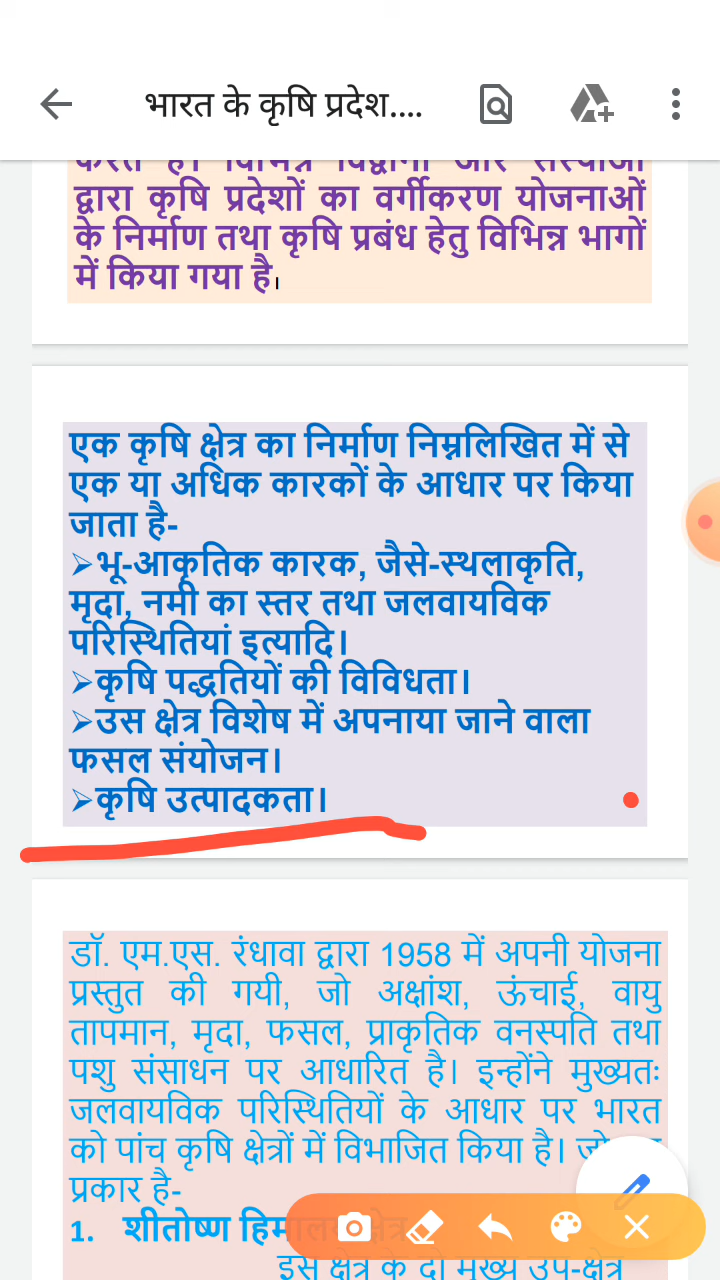 भारत के कृषि प्रदेश....
करते हैं। विभिन्न विद्वानों और संस्थाओं
द्वारा कृषि प्रदेशों का वर्गीकरण योजनाओं
के निर्माण तथा कृषि प्रबंध हेतु विभिन्न भागों
में किया गया है।
एक कृषि क्षेत्र का निर्माण निम्नलिखित में से
एक या अधिक कारकों के आधार पर किया
जाता है-
➢भू-आकृतिक कारक, जैसे-स्थलाकृति,
मृदा, नमी का स्तर तथा जलवायविक
परिस्थितियां इत्यादि।
➢कृषि पद्धतियों की विविधता।
➢उस क्षेत्र विशेष में अपनाया जाने वाला
फसल संयोजन।
➢कृषि उत्पादकता।
डॉ. एम.एस. रंधावा द्वारा 1958 में अपनी योजना
प्रस्तुत की गयी, जो अक्षांश, ऊंचाई, वायु
तापमान, मृदा, फसल, प्राकृतिक वनस्पति तथा
पशु संसाधन पर आधारित है। इन्होंने मुख्यतः
जलवायविक परिस्थितियों के आधार पर भारत
को पांच कृषि क्षेत्रों में विभाजित किया है।
प्रकार है-
1. शीतोष्ण हिमालय क्षेत्र
इस क्षेत्र के दो मुख्य उप-क्षेत्र